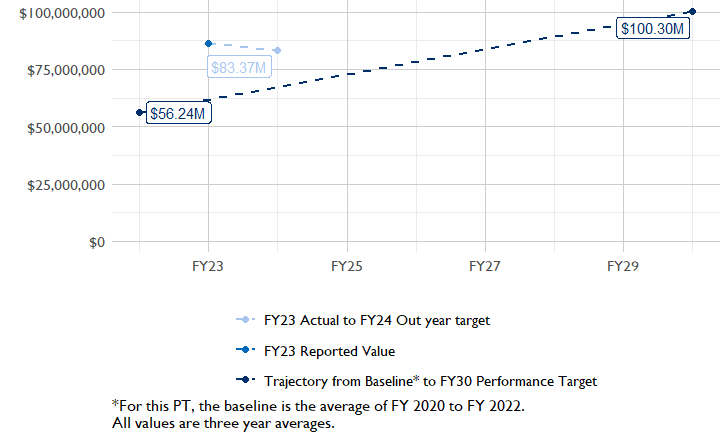 $100,000,000
$100.30M
$83.37M
$75,000,000
$56.24M
$50,000,000
$25,000,000
$0
FY23 FY25 FY27 FY29
FY23 Actual to FY24 Out year target
FY23 Reported Value
Trajectory from Baseline* to FY30 Performance Target
*For this PT, the baseline is the average of FY 2020 to FY 2022.
All values are three year averages.